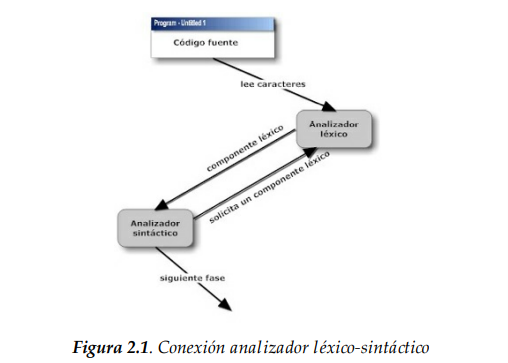 Program - Untitled 1
Código fuente
lee caracteres
Analizador
léxico
componente léxico
solicita un componente léxico
Analizador
sintáctico
siguiente fase
Figura 2.1. Conexión analizador léxico-sintáctico